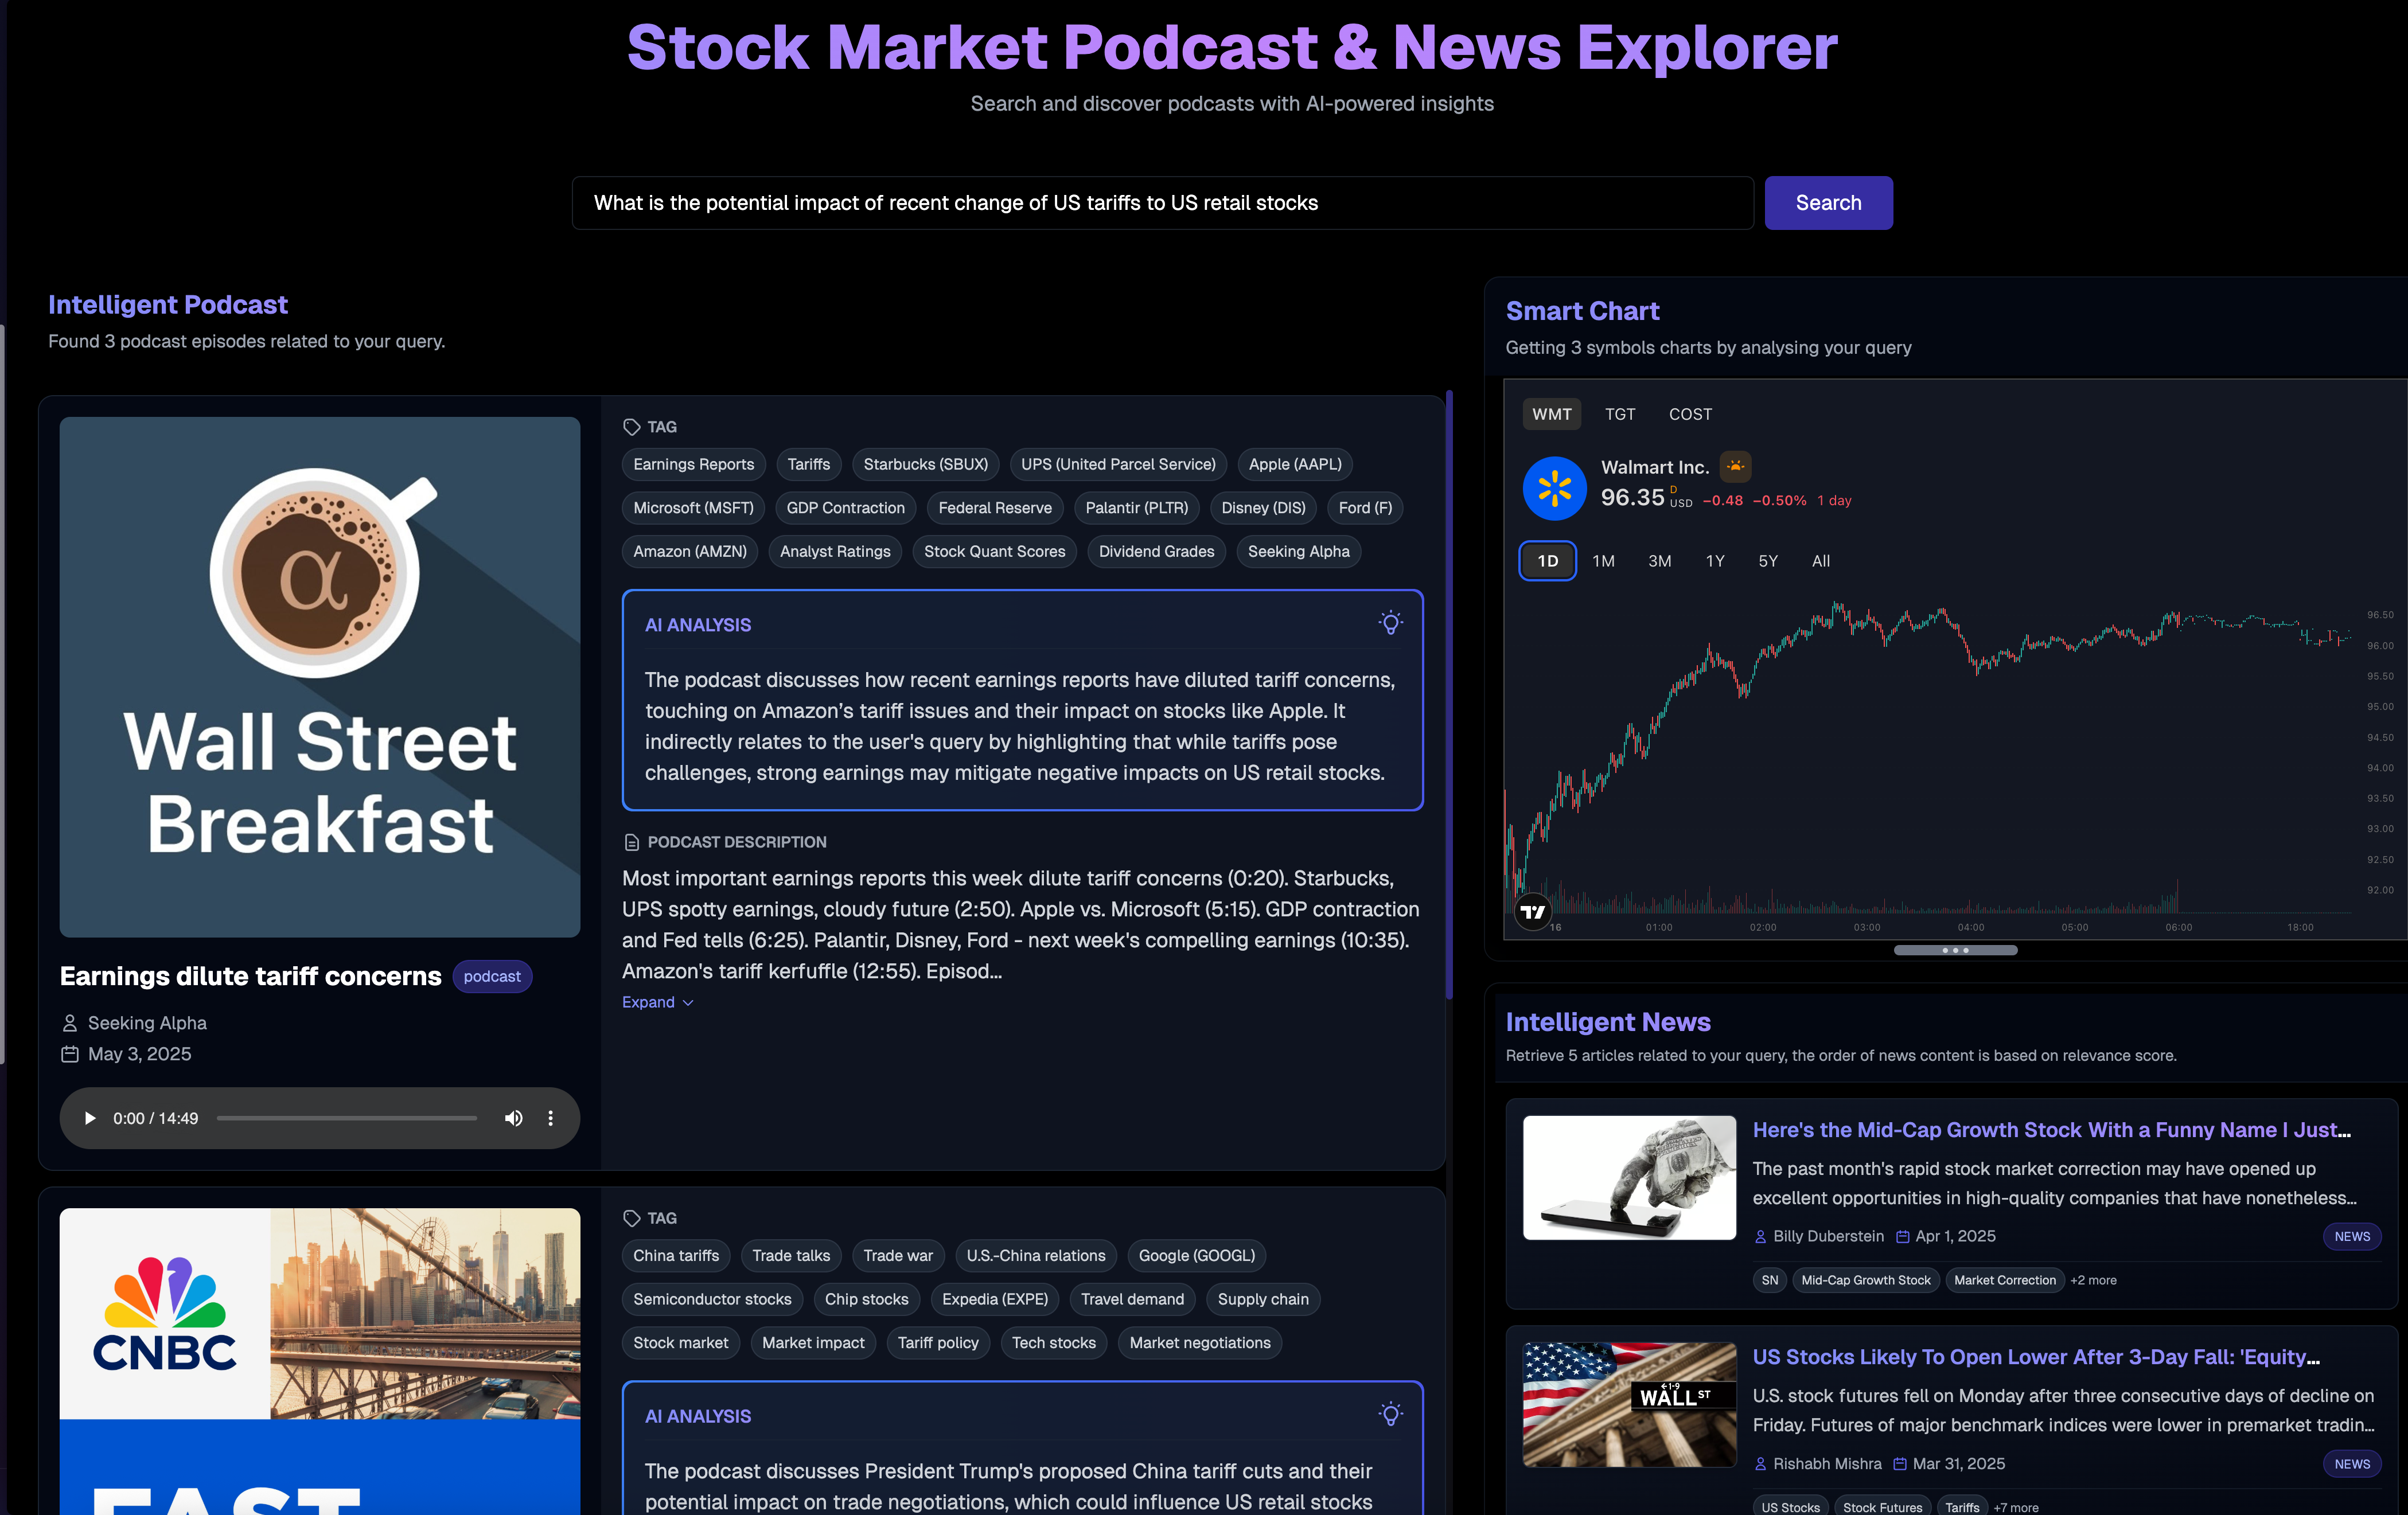 Stock Market Podcast & News Explorer
Search and discover podcasts with AI-powered insights
What is the potential impact of recent change of US tariffs to US retail stocks
Search
Intelligent Podcast
Found 3 podcast episodes related to your query.
α
Wall Street
Breakfast
Earnings dilute tariff concerns
podcast
Seeking Alpha
May 3, 2025
0:00 / 14:49
TAG
Earnings Reports Tariffs Starbucks (SBUX) UPS (United Parcel Service) Apple (AAPL)
Microsoft (MSFT) GDP Contraction Federal Reserve Palantir (PLTR) Disney (DIS) Ford (F)
Amazon (AMZN) Analyst Ratings Stock Quant Scores Dividend Grades Seeking Alpha
AI ANALYSIS
The podcast discusses how recent earnings reports have diluted tariff concerns,
touching on Amazon’s tariff issues and their impact on stocks like Apple. It
indirectly relates to the user's query by highlighting that while tariffs pose
challenges, strong earnings may mitigate negative impacts on US retail stocks.
PODCAST DESCRIPTION
Most important earnings reports this week dilute tariff concerns (0:20). Starbucks,
UPS spotty earnings, cloudy future (2:50). Apple vs. Microsoft (5:15). GDP contraction
and Fed tells (6:25). Palantir, Disney, Ford - next week's compelling earnings (10:35).
Amazon's tariff kerfuffle (12:55). Episod...
Expand
CNBC
FAST
TAG
China tariffs Trade talks Trade war U.S.-China relations Google (GOOGL)
Semiconductor stocks Chip stocks Expedia (EXPE) Travel demand Supply chain
Stock market Market impact Tariff policy Tech stocks Market negotiations
AI ANALYSIS
The podcast discusses President Trump's proposed China tariff cuts and their
potential impact on trade negotiations, which could influence US retail stocks
Smart Chart
Getting 3 symbols charts by analysing your query
WMT TGT COST
Walmart Inc.
96.35 D USD −0.48 −0.50% 1 day
1D 1M 3M 1Y 5Y All
96.50
96.00
95.50
95.00
94.50
94.00
93.50
93.00
92.50
92.00
16 01:00 02:00 03:00 04:00 05:00 06:00 18:00
Intelligent News
Retrieve 5 articles related to your query, the order of news content is based on relevance score.
Here's the Mid-Cap Growth Stock With a Funny Name I Just...
The past month's rapid stock market correction may have opened up
excellent opportunities in high-quality companies that have nonetheless...
Billy Duberstein Apr 1, 2025 NEWS
SN Mid-Cap Growth Stock Market Correction +2 more
←1-9
WALL ST
US Stocks Likely To Open Lower After 3-Day Fall: 'Equity...
U.S. stock futures fell on Monday after three consecutive days of decline on
Friday. Futures of major benchmark indices were lower in premarket tradin...
Rishabh Mishra Mar 31, 2025 NEWS
US Stocks Stock Futures Tariffs +7 more